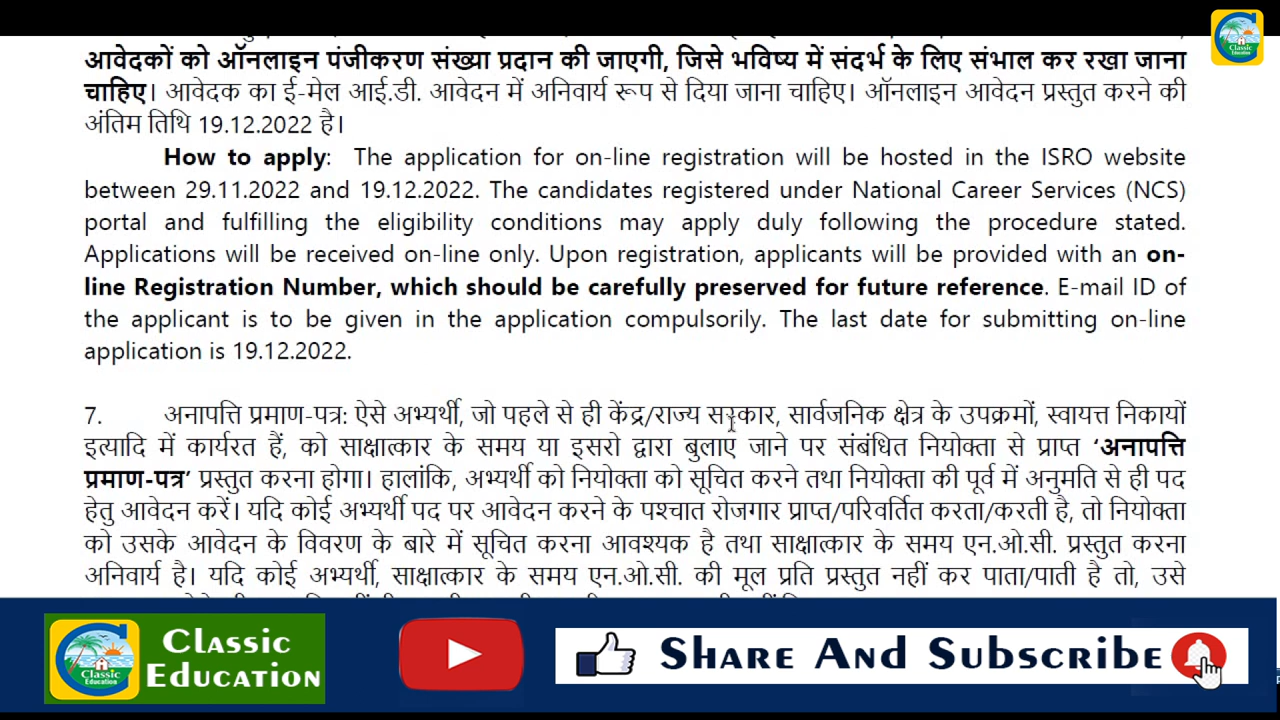 आवेदकों को ऑनलाइन पंजीकरण संख्या प्रदान की जाएगी, जिसे भविष्य में संदर्भ के लिए संभाल कर रखा जाना
चाहिए। आवेदक का ई-मेल आई.डी. आवेदन में अनिवार्य रूप से दिया जाना चाहिए। ऑनलाइन आवेदन प्रस्तुत करने की
अंतिम तिथि 19.12.2022 है।
How to apply: The application for on-line registration will be hosted in the ISRO website
between 29.11.2022 and 19.12.2022. The candidates registered under National Career Services (NCS)
portal and fulfilling the eligibility conditions may apply duly following the procedure stated.
Applications will be received on-line only. Upon registration, applicants will be provided with an on-
line Registration Number, which should be carefully preserved for future reference. E-mail ID of
the applicant is to be given in the application compulsorily. The last date for submitting on-line
application is 19.12.2022.
7. अनापत्ति प्रमाण-पत्र: ऐसे अभ्यर्थी, जो पहले से ही केंद्र/राज्य सरकार, सार्वजनिक क्षेत्र के उपक्रमों, स्वायत्त निकायों
इत्यादि में कार्यरत हैं, को साक्षात्कार के समय या इसरो द्वारा बुलाए जाने पर संबंधित नियोक्ता से प्राप्त ‘अनापत्ति
प्रमाण-पत्र’ प्रस्तुत करना होगा। हालांकि, अभ्यर्थी को नियोक्ता को सूचित करने तथा नियोक्ता की पूर्व में अनुमति से ही पद
हेतु आवेदन करें। यदि कोई अभ्यर्थी पद पर आवेदन करने के पश्चात रोजगार प्राप्त/परिवर्तित करता/करती है, तो नियोक्ता
को उसके आवेदन के विवरण के बारे में सूचित करना आवश्यक है तथा साक्षात्कार के समय एन.ओ.सी. प्रस्तुत करना
अनिवार्य है। यदि कोई अभ्यर्थी, साक्षात्कार के समय एन.ओ.सी. की मूल प्रति प्रस्तुत नहीं कर पाता/पाती है तो, उसे
Classic
Education
Classic
Education
Classic
Education
Share And Subscribe